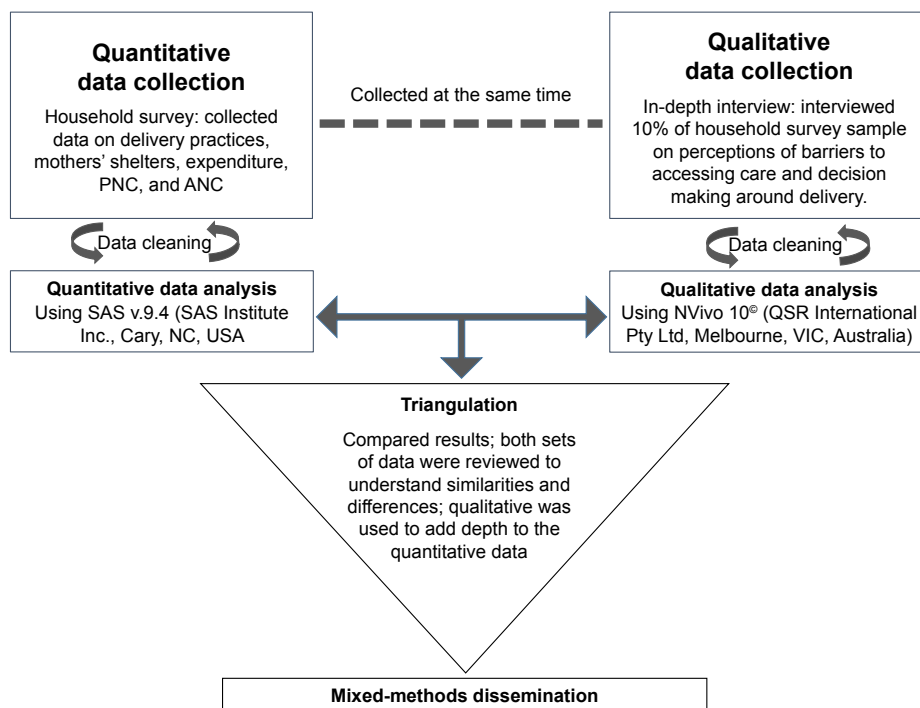 Quantitative
data collection
Household survey: collected
data on delivery practices,
mothers' shelters, expenditure,
PNC, and ANC
Collected at the same time
Qualitative
data collection
In-depth interview: interviewed
10% of household survey sample
on perceptions of barriers to
accessing care and decision
making around delivery.
Data cleaning
Data cleaning
Quantitative data analysis
Using SAS v.9.4 (SAS Institute
Inc., Cary, NC, USA
Qualitative data analysis
Using NVivo 10© (QSR International
Pty Ltd, Melbourne, VIC, Australia)
Triangulation
Compared results; both sets
of data were reviewed to
understand similarities and
differences; qualitative was
used to add depth to the
quantitative data
Mixed-methods dissemination